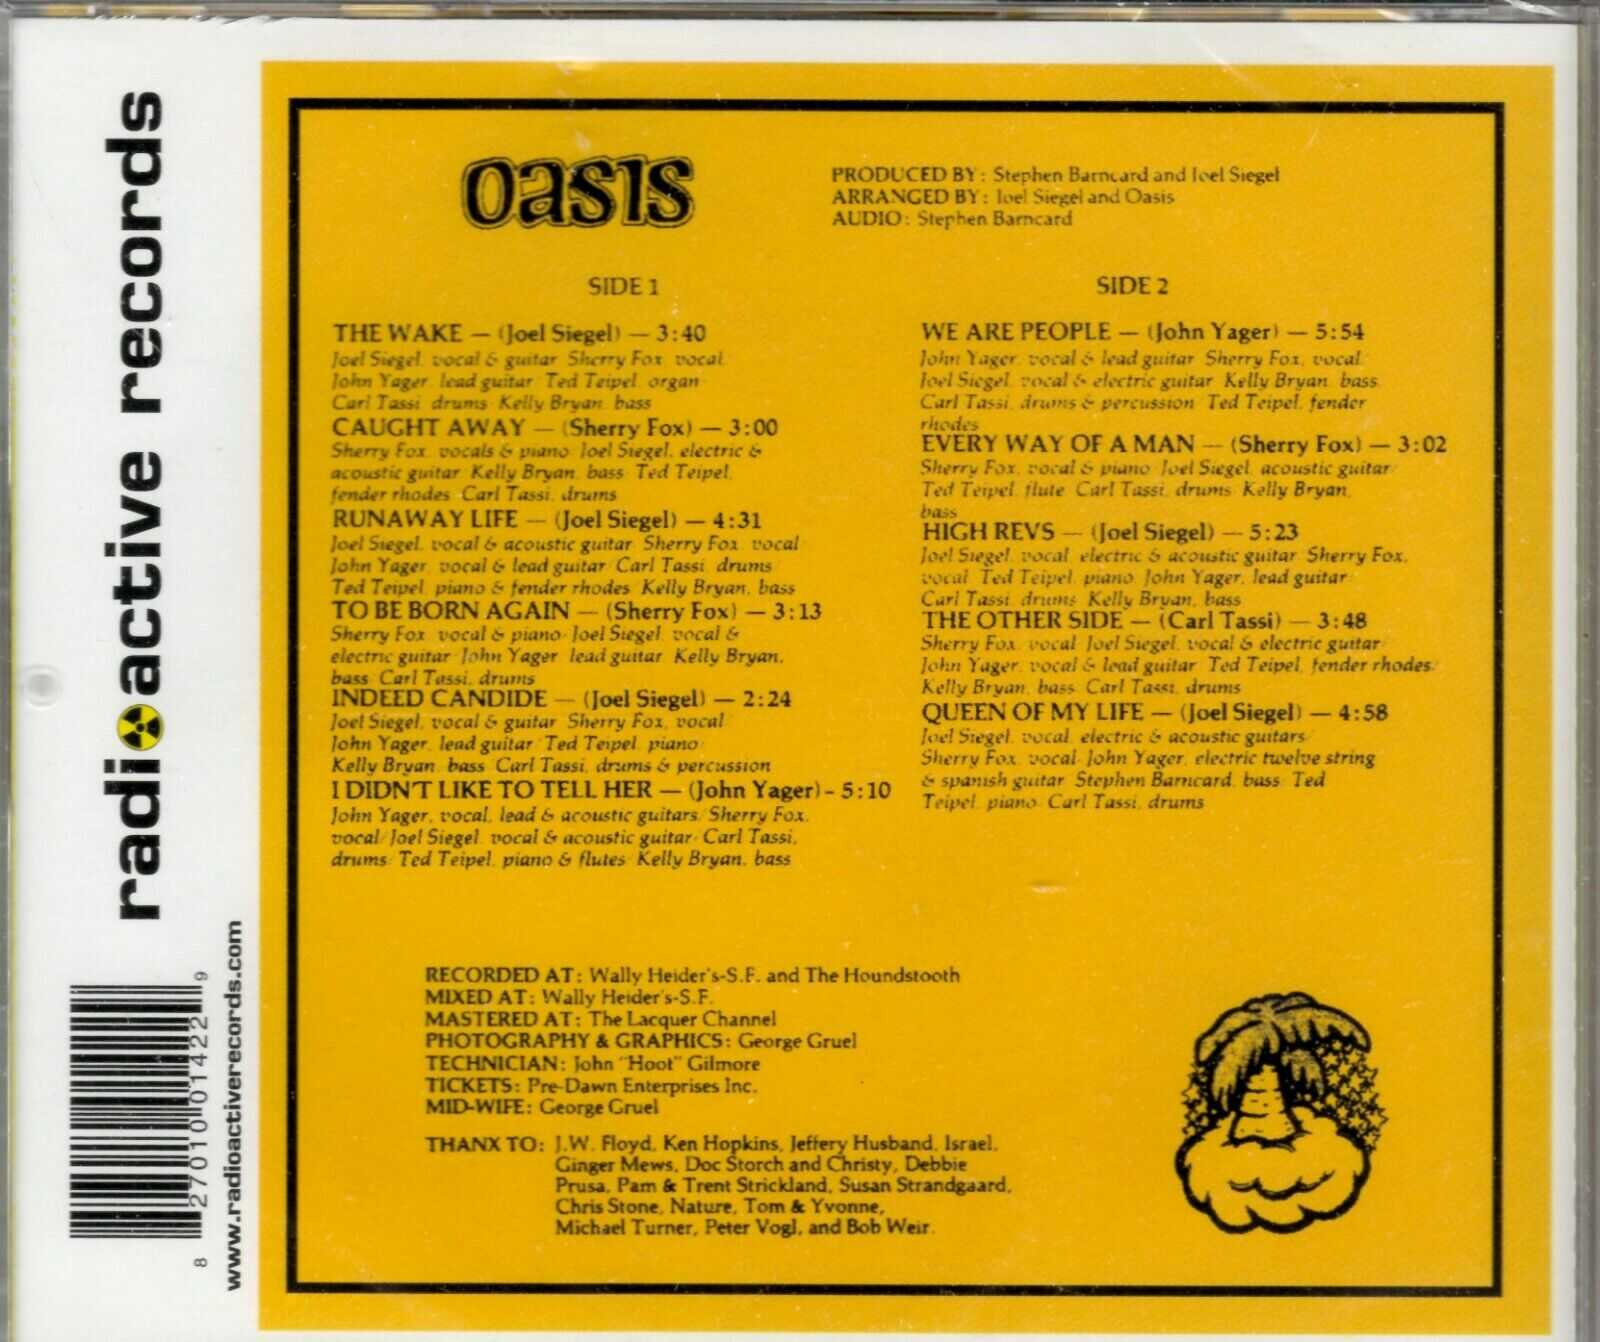 radioactive records
www.radioactiverecords.com
8 27010 01422 9
oasis
PRODUCED BY: Stephen Barncard and Joel Siegel
ARRANGED BY: Joel Siegel and Oasis
AUDIO: Stephen Barncard
SIDE 1
THE WAKE — (Joel Siegel) — 3:40
Joel Siegel, vocal & guitar Sherry Fox, vocal
John Yager, lead guitar Ted Teipel, organ
Carl Tassi, drums Kelly Bryan, bass
CAUGHT AWAY — (Sherry Fox) — 3:00
Sherry Fox, vocals & piano Joel Siegel, electric &
acoustic guitar Kelly Bryan, bass Ted Teipel,
fender rhodes Carl Tassi, drums
RUNAWAY LIFE — (Joel Siegel) — 4:31
Joel Siegel, vocal & acoustic guitar Sherry Fox, vocal
John Yager, vocal & lead guitar Carl Tassi, drums
Ted Teipel, piano & fender rhodes Kelly Bryan, bass
TO BE BORN AGAIN — (Sherry Fox) — 3:13
Sherry Fox, vocal & piano Joel Siegel, vocal &
electric guitar John Yager, lead guitar Kelly Bryan,
bass Carl Tassi, drums
INDEED CANDIDE — (Joel Siegel) — 2:24
Joel Siegel, vocal & guitar Sherry Fox, vocal
John Yager, lead guitar Ted Teipel, piano
Kelly Bryan, bass Carl Tassi, drums & percussion
I DIDN'T LIKE TO TELL HER — (John Yager) - 5:10
John Yager, vocal, lead & acoustic guitars/Sherry Fox,
vocal/Joel Siegel, vocal & acoustic guitar/Carl Tassi,
drums/Ted Teipel, piano & flutes/Kelly Bryan, bass
SIDE 2
WE ARE PEOPLE — (John Yager) — 5:54
John Yager, vocal & lead guitar Sherry Fox, vocal
Joel Siegel, vocal & electric guitar Kelly Bryan, bass
Carl Tassi, drums & percussion Ted Teipel, fender
rhodes
EVERY WAY OF A MAN — (Sherry Fox) — 3:02
Sherry Fox, vocal & piano Joel Siegel, acoustic guitar
Ted Teipel, flute Carl Tassi, drums Kelly Bryan,
bass
HIGH REVS — (Joel Siegel) — 5:23
Joel Siegel, vocal, electric & acoustic guitar Sherry Fox,
vocal Ted Teipel, piano John Yager, lead guitar
Carl Tassi, drums Kelly Bryan, bass
THE OTHER SIDE — (Carl Tassi) — 3:48
Sherry Fox, vocal Joel Siegel, vocal & electric guitar
John Yager, vocal & lead guitar Ted Teipel, fender rhodes
Kelly Bryan, bass Carl Tassi, drums
QUEEN OF MY LIFE — (Joel Siegel) — 4:58
Joel Siegel, vocal, electric & acoustic guitars
Sherry Fox, vocal John Yager, electric twelve string
& spanish guitar Stephen Barncard, bass Ted
Teipel, piano Carl Tassi, drums
RECORDED AT: Wally Heider's-S.F. and The Houndstooth
MIXED AT: Wally Heider's-S.F.
MASTERED AT: The Lacquer Channel
PHOTOGRAPHY & GRAPHICS: George Gruel
TECHNICIAN: John "Hoot" Gilmore
TICKETS: Pre-Dawn Enterprises Inc.
MID-WIFE: George Gruel
THANX TO: J.W. Floyd, Ken Hopkins, Jeffery Husband, Israel,
Ginger Mews, Doc Storch and Christy, Debbie
Prusa, Pam & Trent Strickland, Susan Strandgaard,
Chris Stone, Nature, Tom & Yvonne,
Michael Turner, Peter Vogl, and Bob Weir.